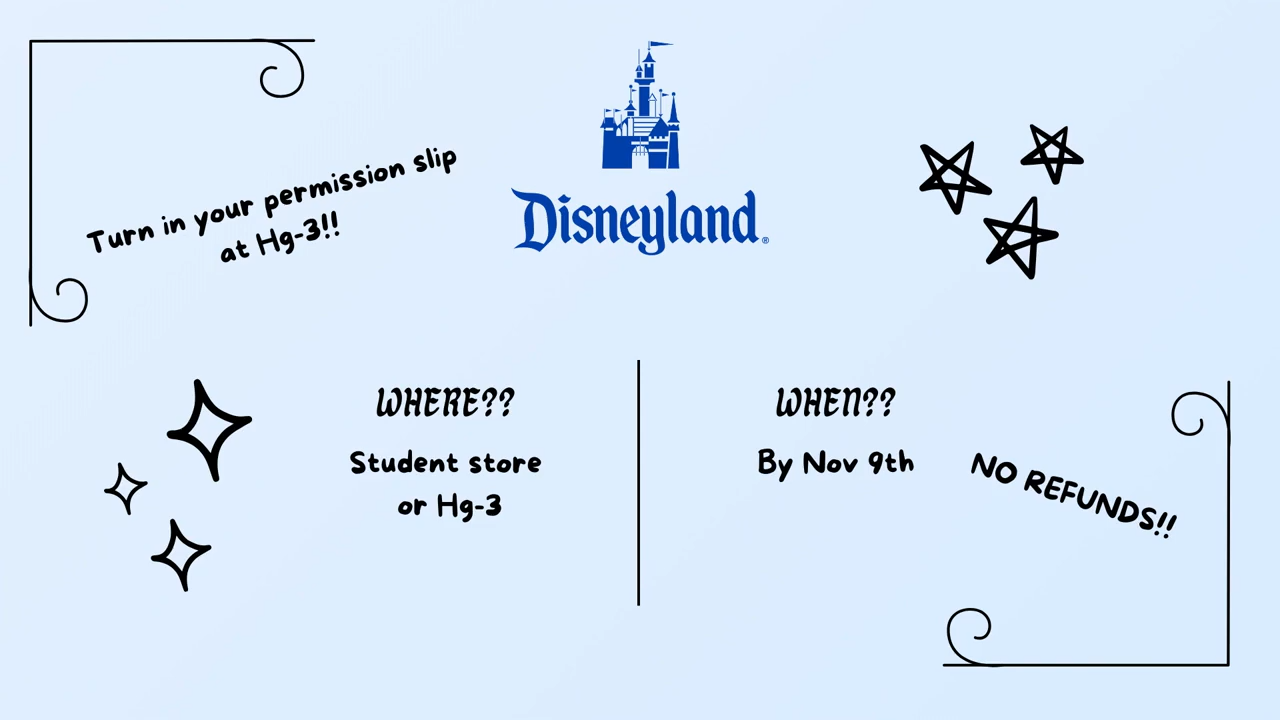 Turn in your permission slip
at Hg-3!!
Disneyland®
WHERE??
Student store
or Hg-3
WHEN??
By Nov 9th
NO REFUNDS!!